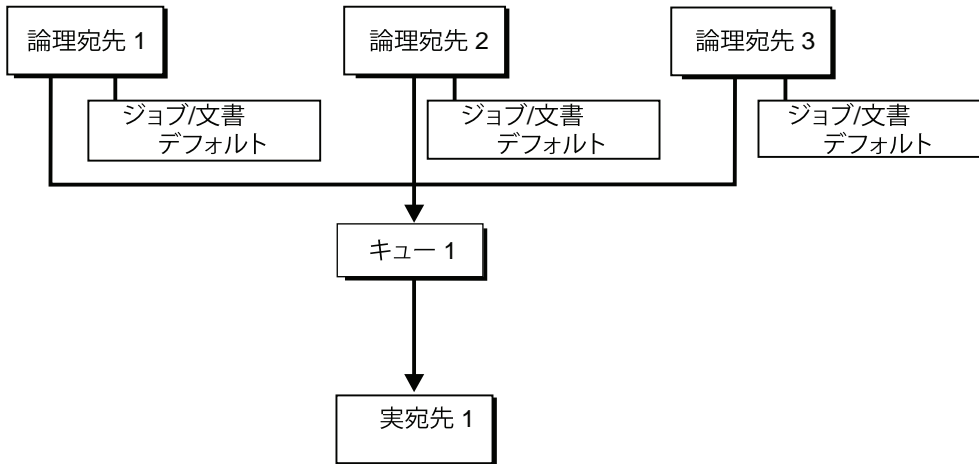 論理宛先 1
論理宛先 2
論理宛先 3
ジョブ/文書
デフォルト
ジョブ/文書
デフォルト
ジョブ/文書
デフォルト
キュー 1
実宛先 1